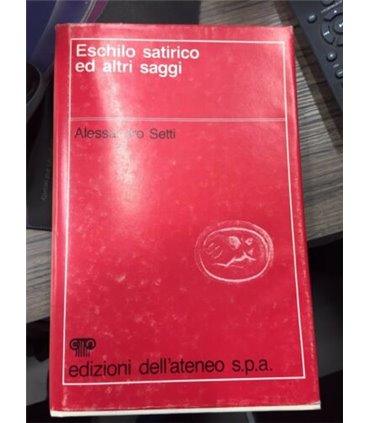 Eschilo satirico
ed altri saggi
Alessandro Setti
edizioni dell'ateneo s.p.a.